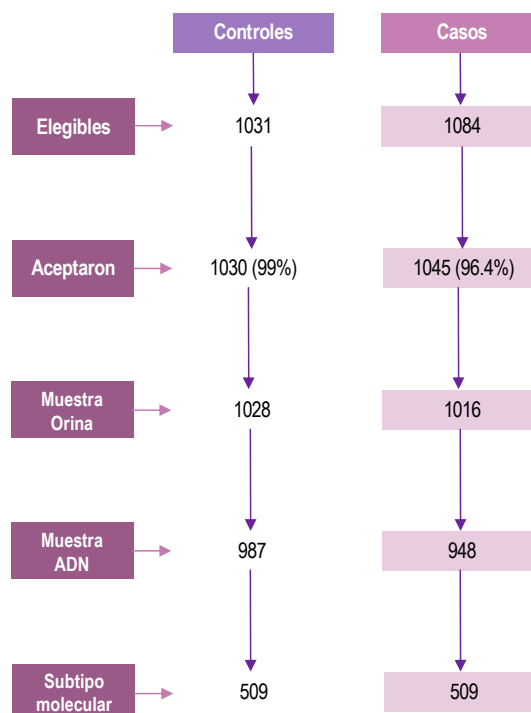 Controles
Casos
Elegibles
1031
1084
Aceptaron
1030 (99%)
1045 (96.4%)
Muestra
Orina
1028
1016
Muestra
ADN
987
948
Subtipo
molecular
509
509